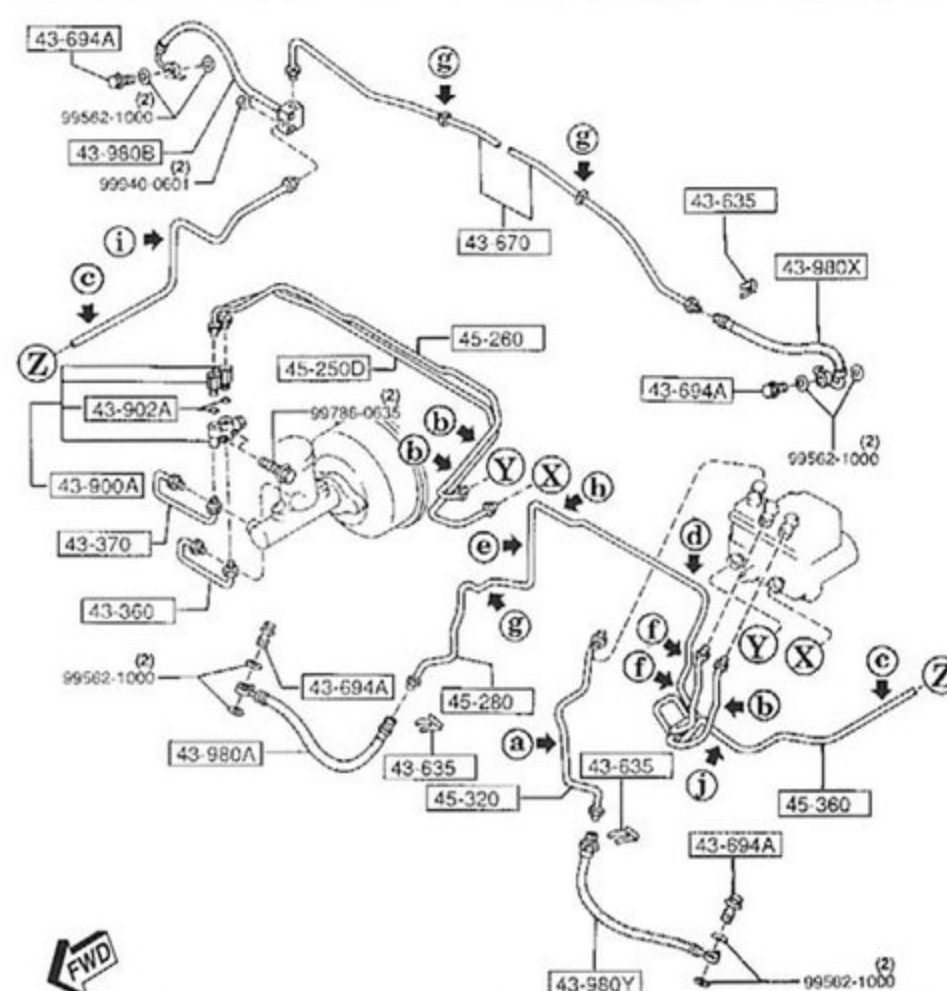 43-694A
(2)
99562-1000
43-980B
(2)
99940-0601
g
g
43-670
43-635
43-980X
i
c
Z
45-260
45-250D
43-902A
(2)
99786-0635
43-694A
(2)
99562-1000
b
b
Y
X
h
43-900A
43-370
e
d
43-360
g
f
f
Y
X
c
Z
(2)
99562-1000
43-694A
45-280
b
43-980A
43-635
a
43-635
j
45-320
45-360
43-694A
FWD
43-980Y
(2)
99562-1000